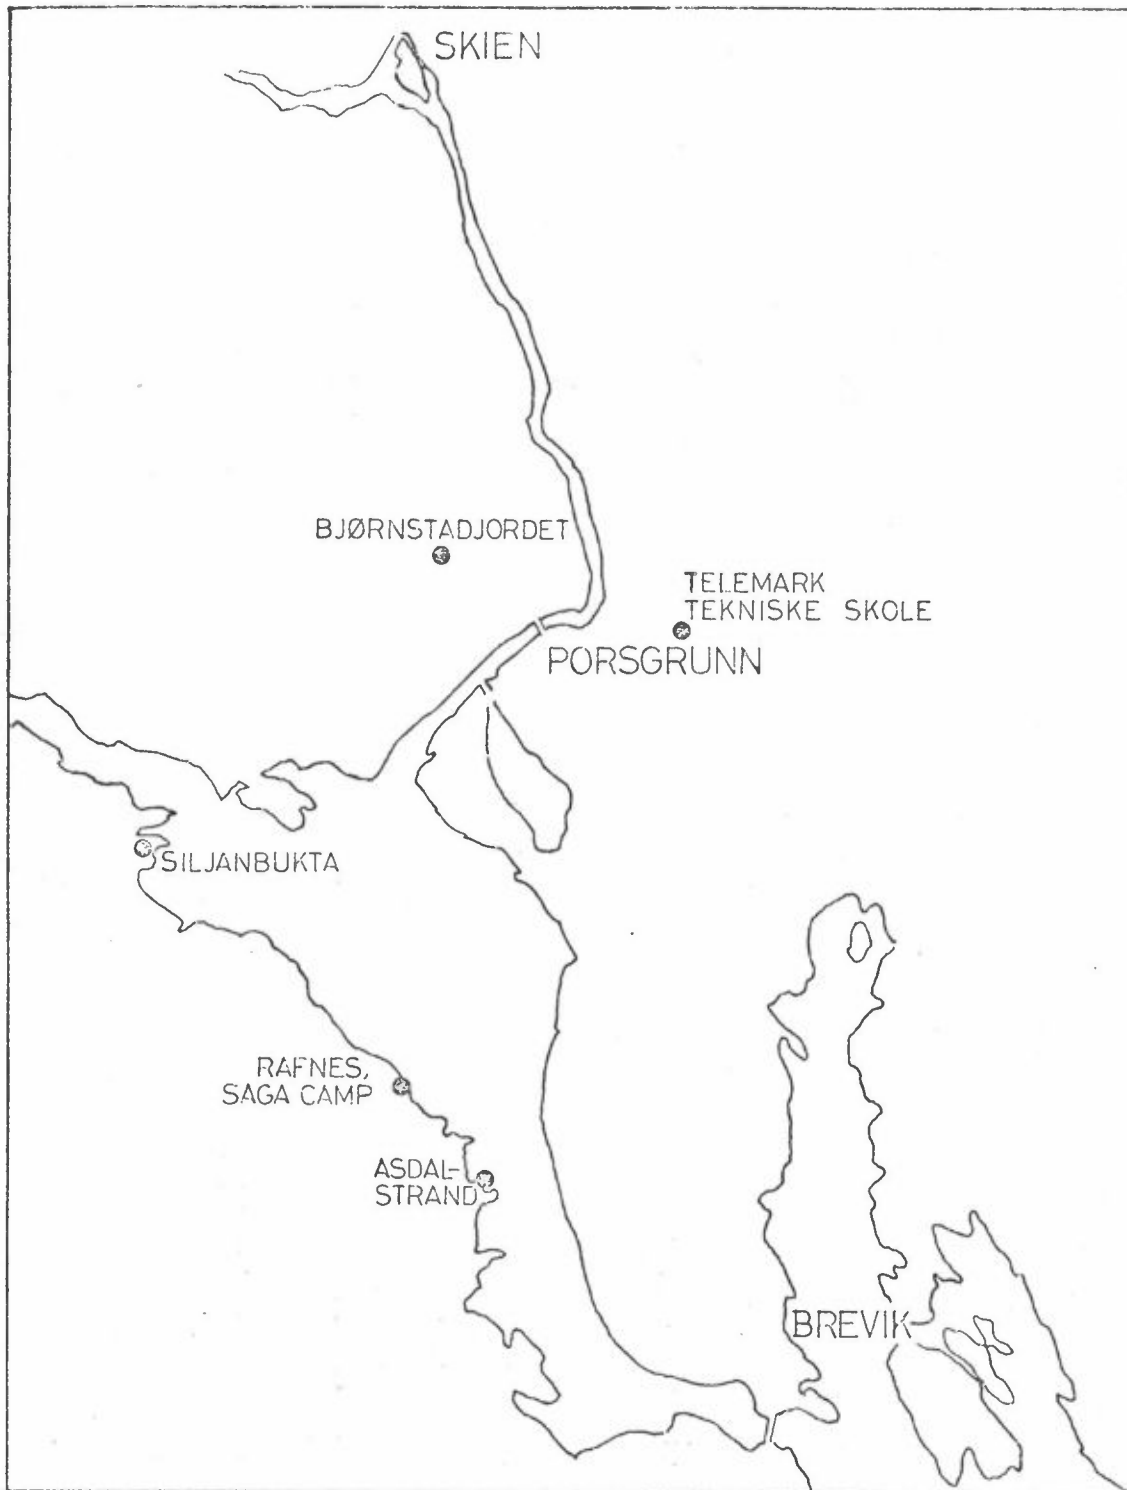 SKIEN
BJØRNSTADJORDET
TELEMARK
TEKNISKE SKOLE
PORSGRUNN
SILJANBUKTA
RAFNES,
SAGA CAMP
ASDAL-
STRAND
BREVIK